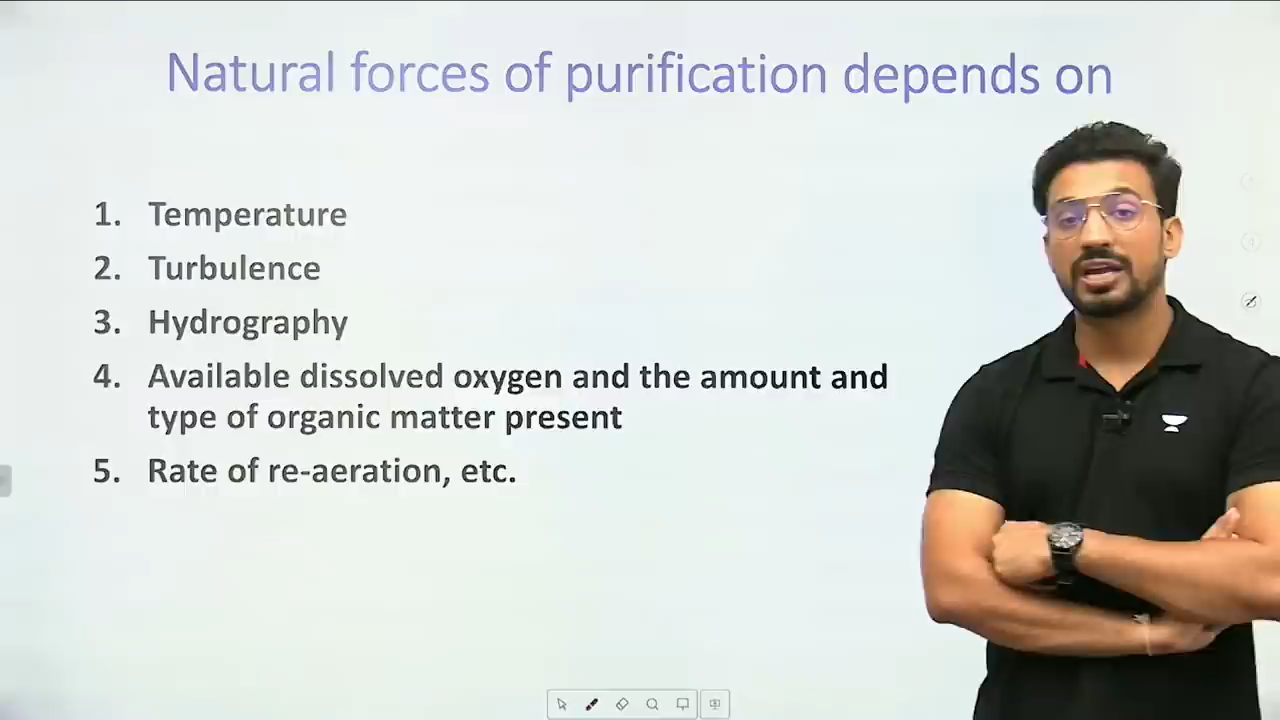 Natural forces of purification depends on
1. Temperature
2. Turbulence
3. Hydrography
4. Available dissolved oxygen and the amount and
type of organic matter present
5. Rate of re-aeration, etc.